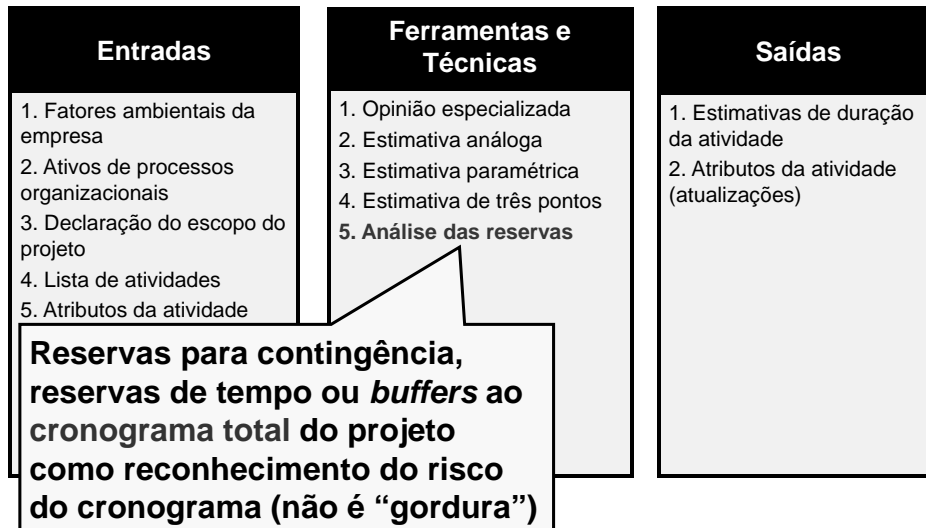 Entradas
1. Fatores ambientais da
empresa
2. Ativos de processos
organizacionais
3. Declaração do escopo do
projeto
4. Lista de atividades
5. Atributos da atividade
Ferramentas e
Técnicas
1. Opinião especializada
2. Estimativa análoga
3. Estimativa paramétrica
4. Estimativa de três pontos
5. Análise das reservas
Saídas
1. Estimativas de duração
da atividade
2. Atributos da atividade
(atualizações)
Reservas para contingência,
reservas de tempo ou buffers ao
cronograma total do projeto
como reconhecimento do risco
do cronograma (não é “gordura”)